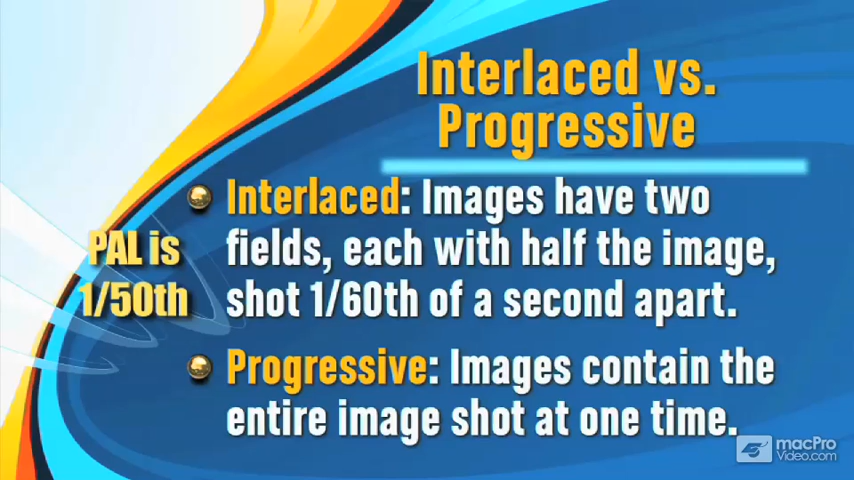 Interlaced vs.
Progressive
Interlaced: Images have two
fields, each with half the image,
shot 1/60th of a second apart.
PAL is
1/50th
Progressive: Images contain the
entire image shot at one time.
macPro
Video.com